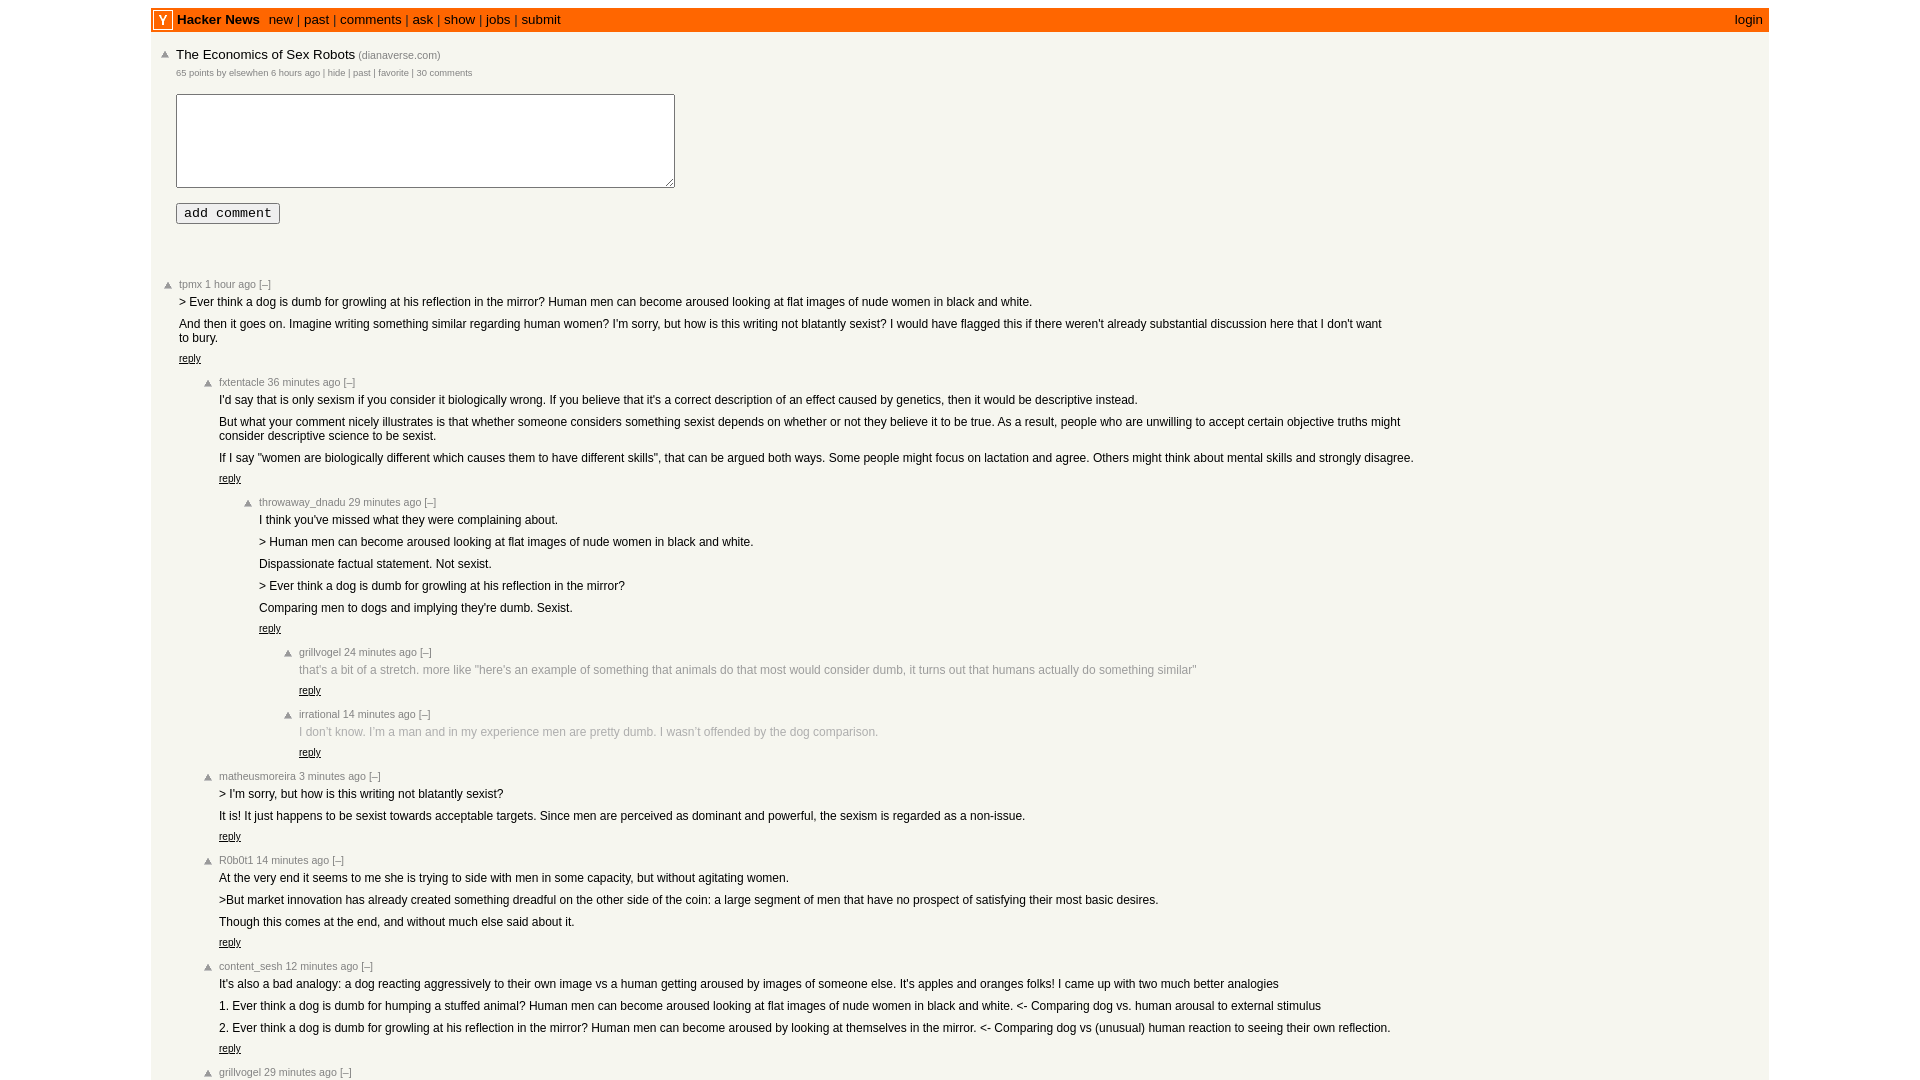 Y Hacker News new | past | comments | ask | show | jobs | submit login
The Economics of Sex Robots (dianaverse.com)
65 points by elsewhen 6 hours ago | hide | past | favorite | 30 comments
add comment
tpmx 1 hour ago [–]
> Ever think a dog is dumb for growling at his reflection in the mirror? Human men can become aroused looking at flat images of nude women in black and white.
And then it goes on. Imagine writing something similar regarding human women? I'm sorry, but how is this writing not blatantly sexist? I would have flagged this if there weren't already substantial discussion here that I don't want
to bury.
reply
fxtentacle 36 minutes ago [–]
I'd say that is only sexism if you consider it biologically wrong. If you believe that it's a correct description of an effect caused by genetics, then it would be descriptive instead.
But what your comment nicely illustrates is that whether someone considers something sexist depends on whether or not they believe it to be true. As a result, people who are unwilling to accept certain objective truths might
consider descriptive science to be sexist.
If I say "women are biologically different which causes them to have different skills", that can be argued both ways. Some people might focus on lactation and agree. Others might think about mental skills and strongly disagree.
reply
throwaway_dnadu 29 minutes ago [–]
I think you've missed what they were complaining about.
> Human men can become aroused looking at flat images of nude women in black and white.
Dispassionate factual statement. Not sexist.
> Ever think a dog is dumb for growling at his reflection in the mirror?
Comparing men to dogs and implying they're dumb. Sexist.
reply
grillvogel 24 minutes ago [–]
that's a bit of a stretch. more like "here's an example of something that animals do that most would consider dumb, it turns out that humans actually do something similar"
reply
irrational 14 minutes ago [–]
I don’t know. I’m a man and in my experience men are pretty dumb. I wasn’t offended by the dog comparison.
reply
matheusmoreira 3 minutes ago [–]
> I'm sorry, but how is this writing not blatantly sexist?
It is! It just happens to be sexist towards acceptable targets. Since men are perceived as dominant and powerful, the sexism is regarded as a non-issue.
reply
R0b0t1 14 minutes ago [–]
At the very end it seems to me she is trying to side with men in some capacity, but without agitating women.
>But market innovation has already created something dreadful on the other side of the coin: a large segment of men that have no prospect of satisfying their most basic desires.
Though this comes at the end, and without much else said about it.
reply
content_sesh 12 minutes ago [–]
It's also a bad analogy: a dog reacting aggressively to their own image vs a human getting aroused by images of someone else. It's apples and oranges folks! I came up with two much better analogies
1. Ever think a dog is dumb for humping a stuffed animal? Human men can become aroused looking at flat images of nude women in black and white. <- Comparing dog vs. human arousal to external stimulus
2. Ever think a dog is dumb for growling at his reflection in the mirror? Human men can become aroused by looking at themselves in the mirror. <- Comparing dog vs (unusual) human reaction to seeing their own reflection.
reply
grillvogel 29 minutes ago [–]